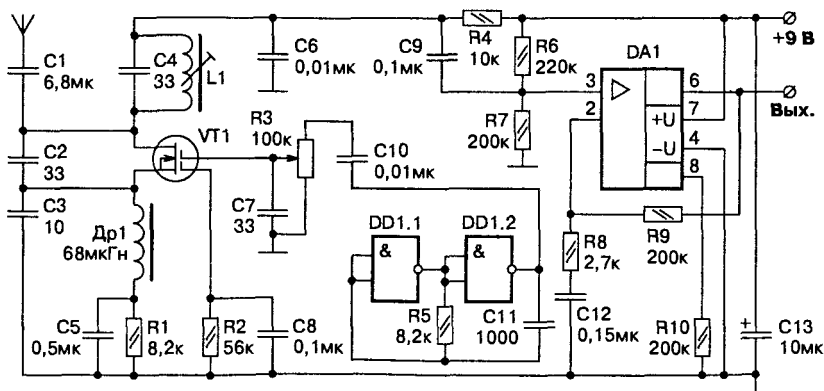 C1
6,8мк
C4
33
L1
C6
0,01мк
C9
0,1мк
R4
10к
R6
220к
DA1
+9 В
3
2
6
7
4
8
+U
−U
Вых.
R7
200к
VT1
R3
100к
C10
0,01мк
C2
33
C3
10
C7
33
Др1
68мкГн
DD1.1
DD1.2
&
&
R8
2,7к
R9
200к
C5
0,5мк
R1
8,2к
R2
56к
C8
0,1мк
R5
8,2к
C11
1000
C12
0,15мк
R10
200к
+
C13
10мк